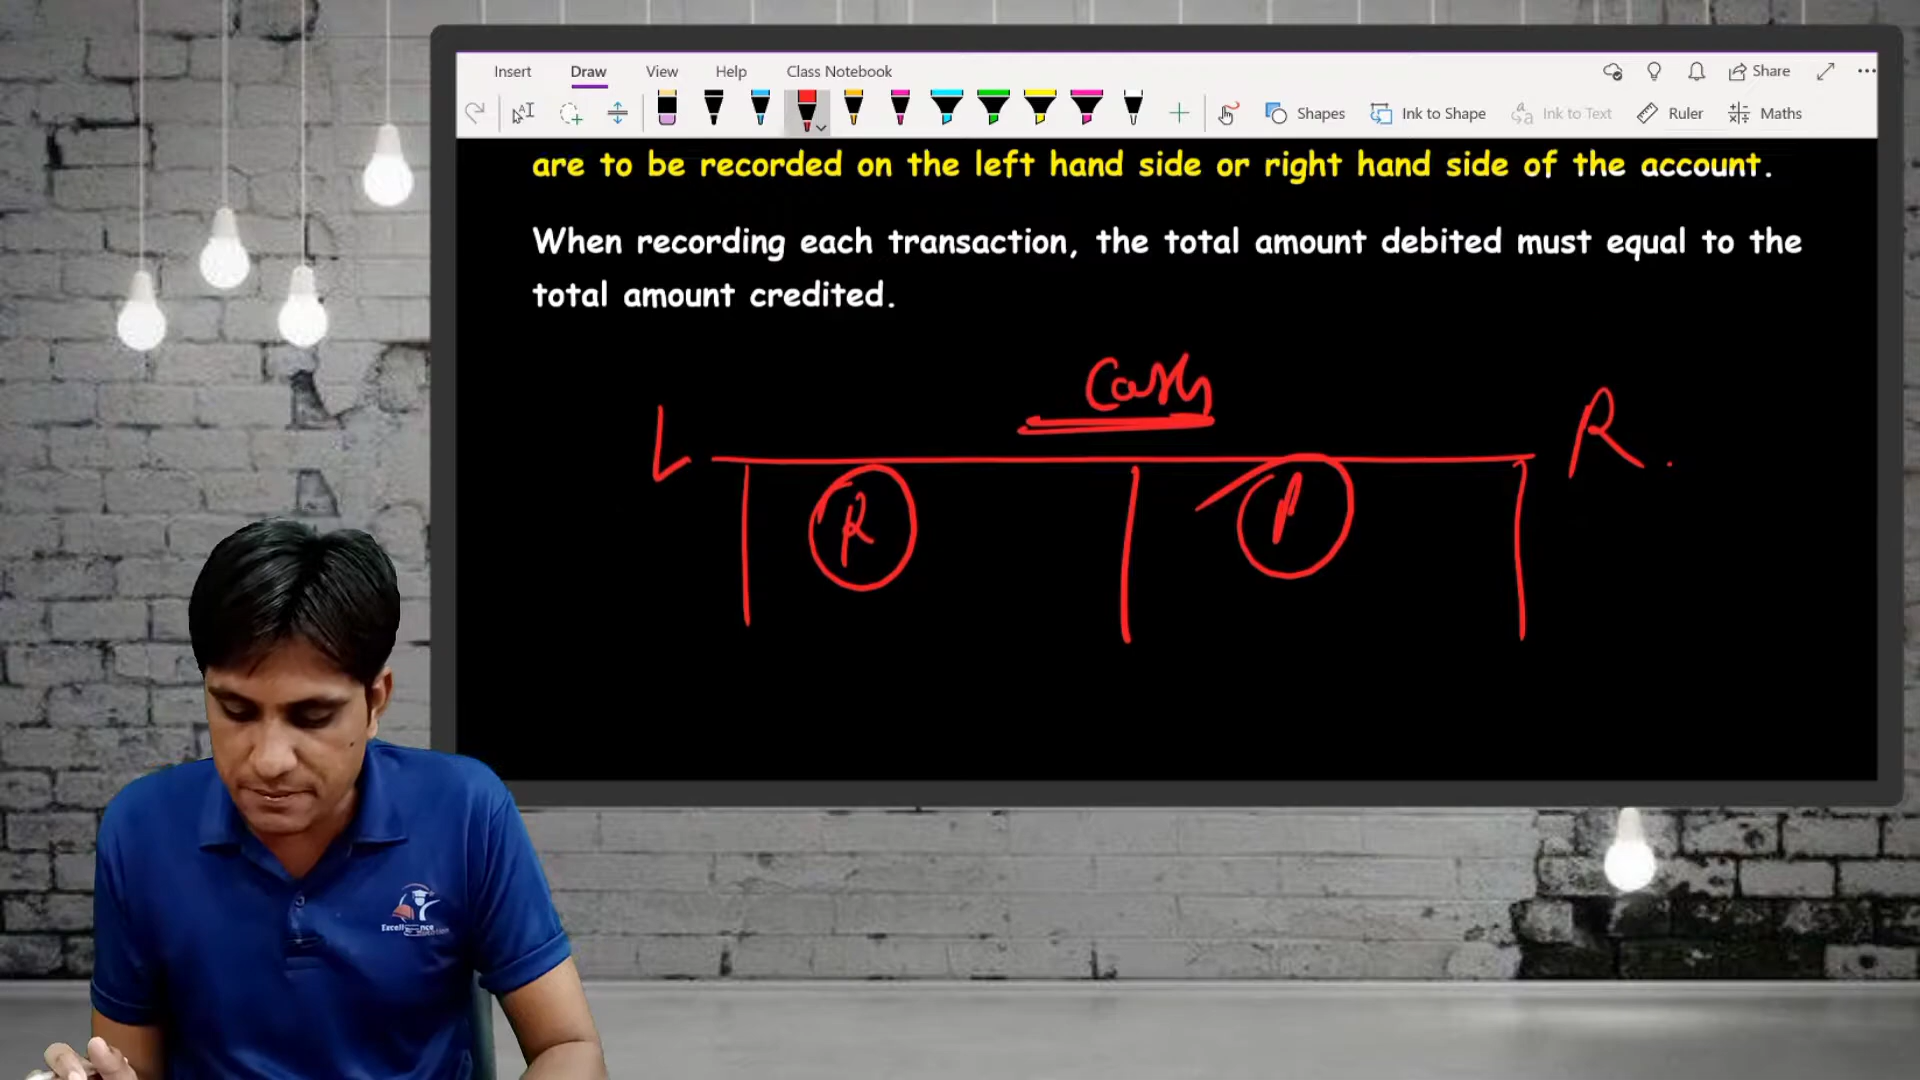 Insert Draw View Help Class Notebook Share
Shapes Ink to Shape Ink to Text Ruler Maths
are to be recorded on the left hand side or right hand side of the account.
When recording each transaction, the total amount debited must equal to the
total amount credited.
Cash
L R
R P